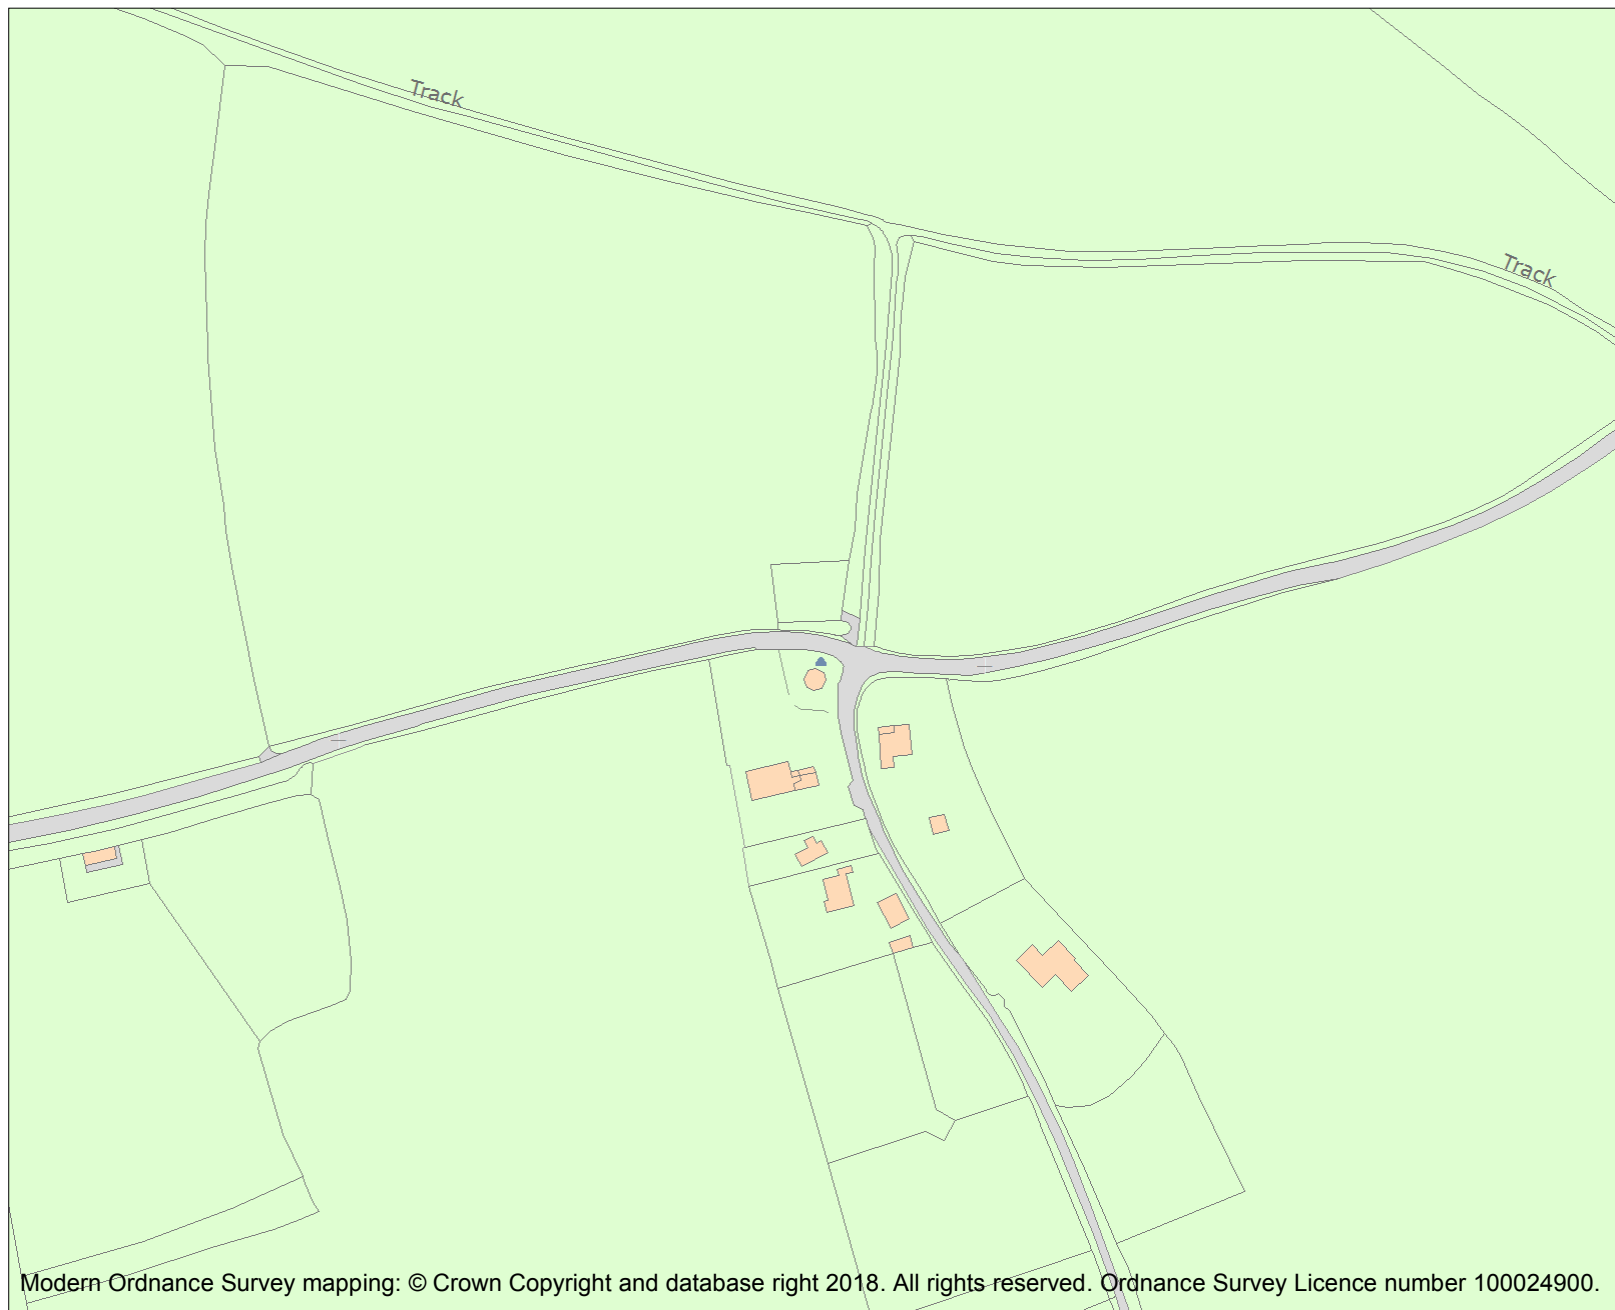 Track
Track
Modern Ordnance Survey mapping: © Crown Copyright and database right 2018. All rights reserved. Ordnance Survey Licence number 100024900.